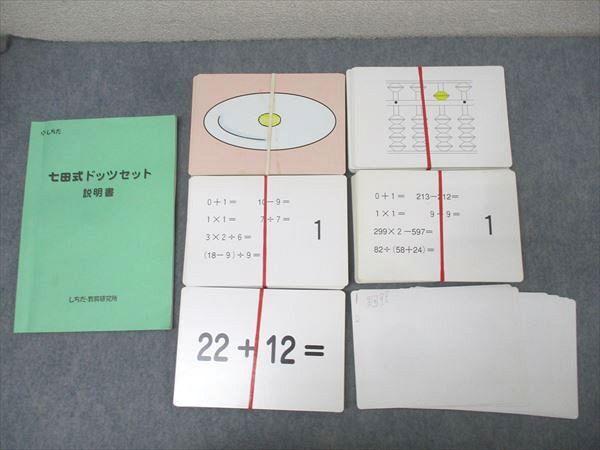 しちだ
七田式ドッツセット
説明書
しちだ・教育研究所
0+1= 10-9=
1×1= 7÷7=
3×2÷6=
(18-9)÷9=
1
0+1= 213-212=
1×1= 9÷9=
299×2-597=
82÷(58+24)=
1
22+12=